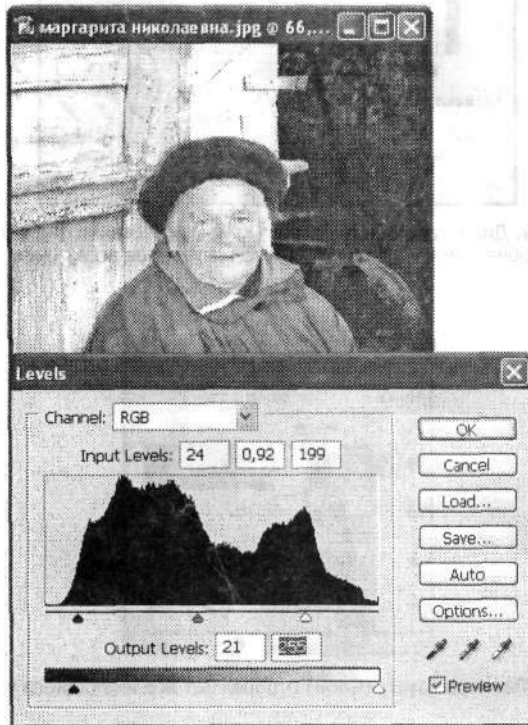 маргарита николаевна.jpg @ 66,...
Levels
Channel: RGB
Input Levels: 24 0,92 199
Output Levels: 21 255
OK
Cancel
Load...
Save...
Auto
Options...
Preview